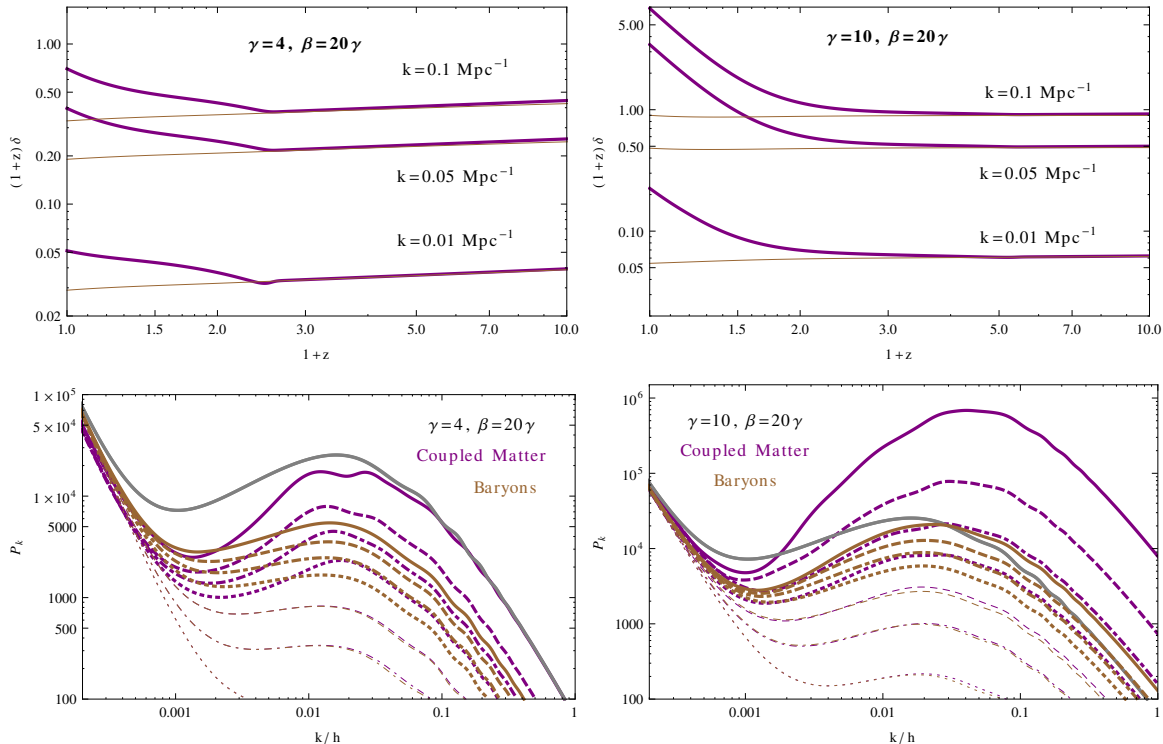 γ = 4 , β = 20 γ
k = 0.1 Mpc⁻¹
k = 0.05 Mpc⁻¹
k = 0.01 Mpc⁻¹
(1 + z) δ
1.00
0.50
0.20
0.10
0.05
0.02
1.0 1.5 2.0 3.0 5.0 7.0 10.0
1 + z
γ = 10 , β = 20 γ
k = 0.1 Mpc⁻¹
k = 0.05 Mpc⁻¹
k = 0.01 Mpc⁻¹
(1 + z) δ
5.00
1.00
0.50
0.10
0.05
1.0 1.5 2.0 3.0 5.0 7.0 10.0
1 + z
γ = 4 , β = 20 γ
Coupled Matter
Baryons
P_k
1 × 10⁵
5 × 10⁴
1 × 10⁴
5000
1000
500
100
0.001 0.01 0.1 1
k / h
γ = 10 , β = 20 γ
Coupled Matter
Baryons
P_k
10⁶
10⁵
10⁴
1000
100
0.001 0.01 0.1 1
k / h